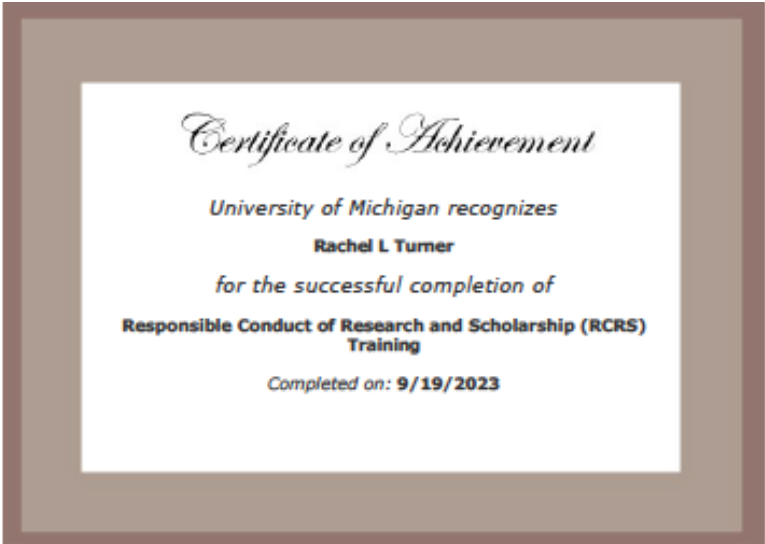 Certificate of Achievement
University of Michigan recognizes
Rachel L Turner
for the successful completion of
Responsible Conduct of Research and Scholarship (RCRS)
Training
Completed on: 9/19/2023